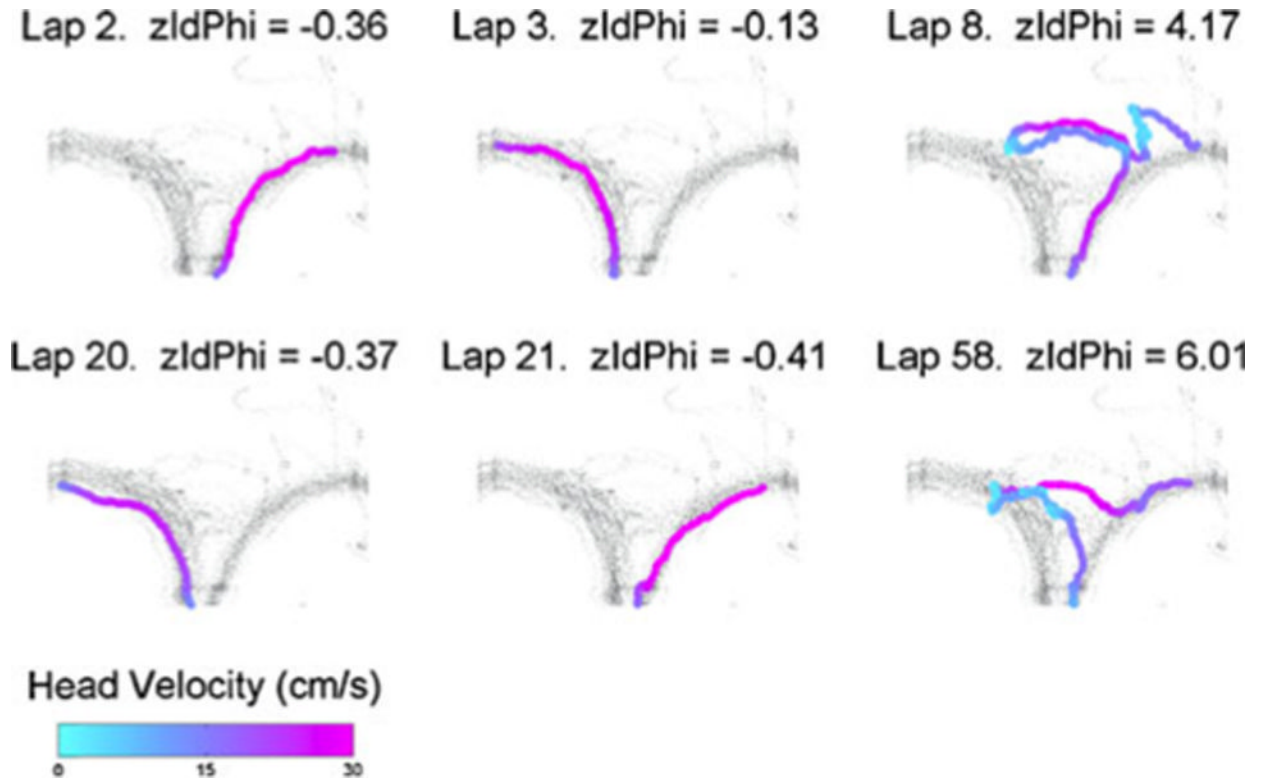 Lap 2. zIdPhi = -0.36
Lap 3. zIdPhi = -0.13
Lap 8. zIdPhi = 4.17
Lap 20. zIdPhi = -0.37
Lap 21. zIdPhi = -0.41
Lap 58. zIdPhi = 6.01
Head Velocity (cm/s)
0 15 30